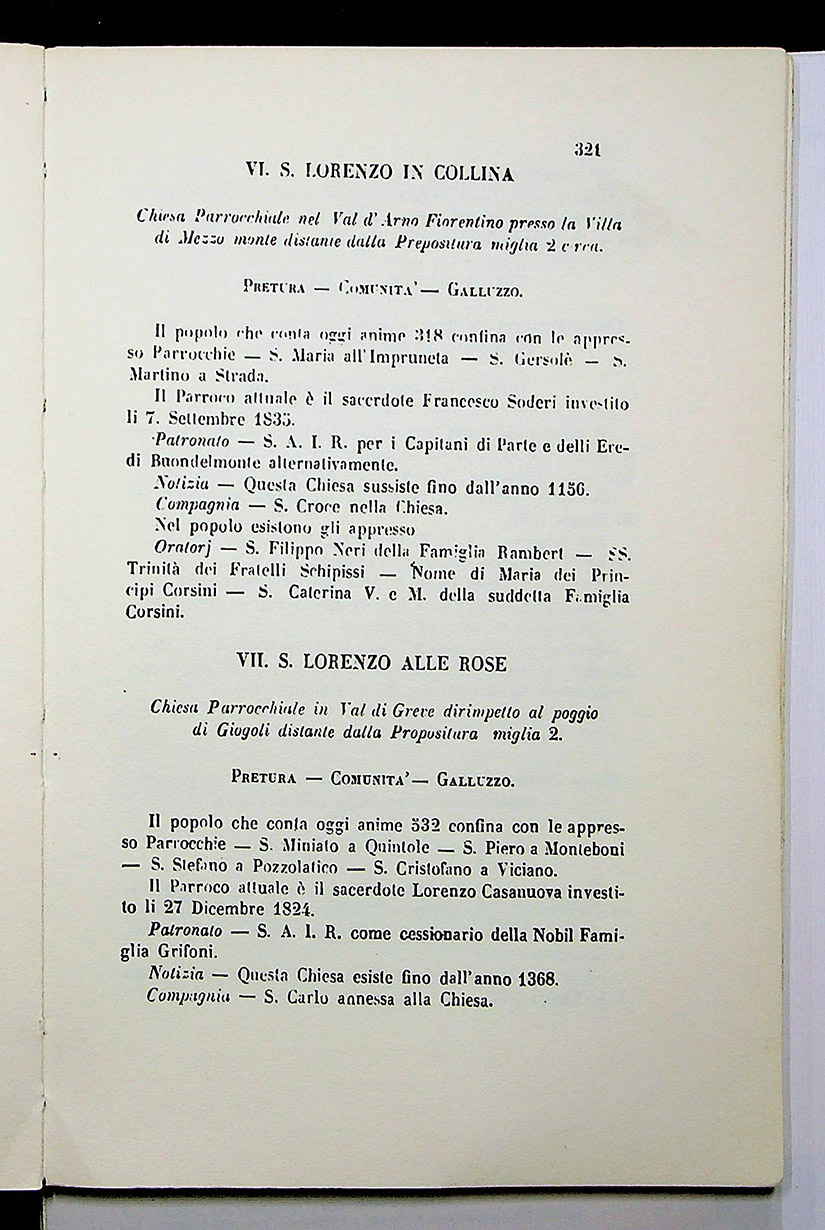 321
VI. S. LORENZO IN COLLINA
Chiesa Parrocchiale nel Val d'Arno Fiorentino presso la Villa
di Mezzo monte distante dalla Prepositura miglia 2 c rca.
PRETURA — COMUNITA' — GALLUZZO.
Il popolo che conta oggi anime 318 confina con le appres-
so Parrocchie — S. Maria all'Impruneta — S. Gersolè — S.
Martino a Strada.
Il Parroco attuale è il sacerdote Francesco Soderi investito
li 7. Settembre 1835.
Patronato — S. A. I. R. per i Capitani di Parte e delli Ere-
di Buondelmonte alternativamente.
Notizia — Questa Chiesa sussiste fino dall'anno 1156.
Compagnia — S. Croce nella Chiesa.
Nel popolo esistono gli appresso
Oratorj — S. Filippo Neri della Famiglia Rambert — SS.
Trinità dei Fratelli Schipissi — Nome di Maria dei Prin-
cipi Corsini — S. Caterina V. e M. della suddetta Famiglia
Corsini.
VII. S. LORENZO ALLE ROSE
Chiesa Parrocchiale in Val di Greve dirimpetto al poggio
di Giogoli distante dalla Propositura miglia 2.
PRETURA — COMUNITA' — GALLUZZO.
Il popolo che conta oggi anime 532 confina con le appres-
so Parrocchie — S. Miniato a Quintole — S. Piero a Monteboni
— S. Stefano a Pozzolatico — S. Cristofano a Viciano.
Il Parroco attuale è il sacerdote Lorenzo Casanuova investi-
to li 27 Dicembre 1824.
Patronato — S. A. I. R. come cessionario della Nobil Fami-
glia Grifoni.
Notizia — Questa Chiesa esiste fino dall'anno 1368.
Compagnia — S. Carlo annessa alla Chiesa.